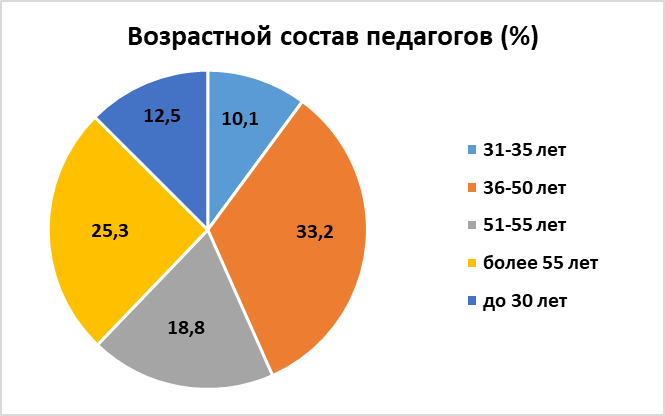 Возрастной состав педагогов (%)
12,5
10,1
25,3
33,2
18,8
31-35 лет
36-50 лет
51-55 лет
более 55 лет
до 30 лет